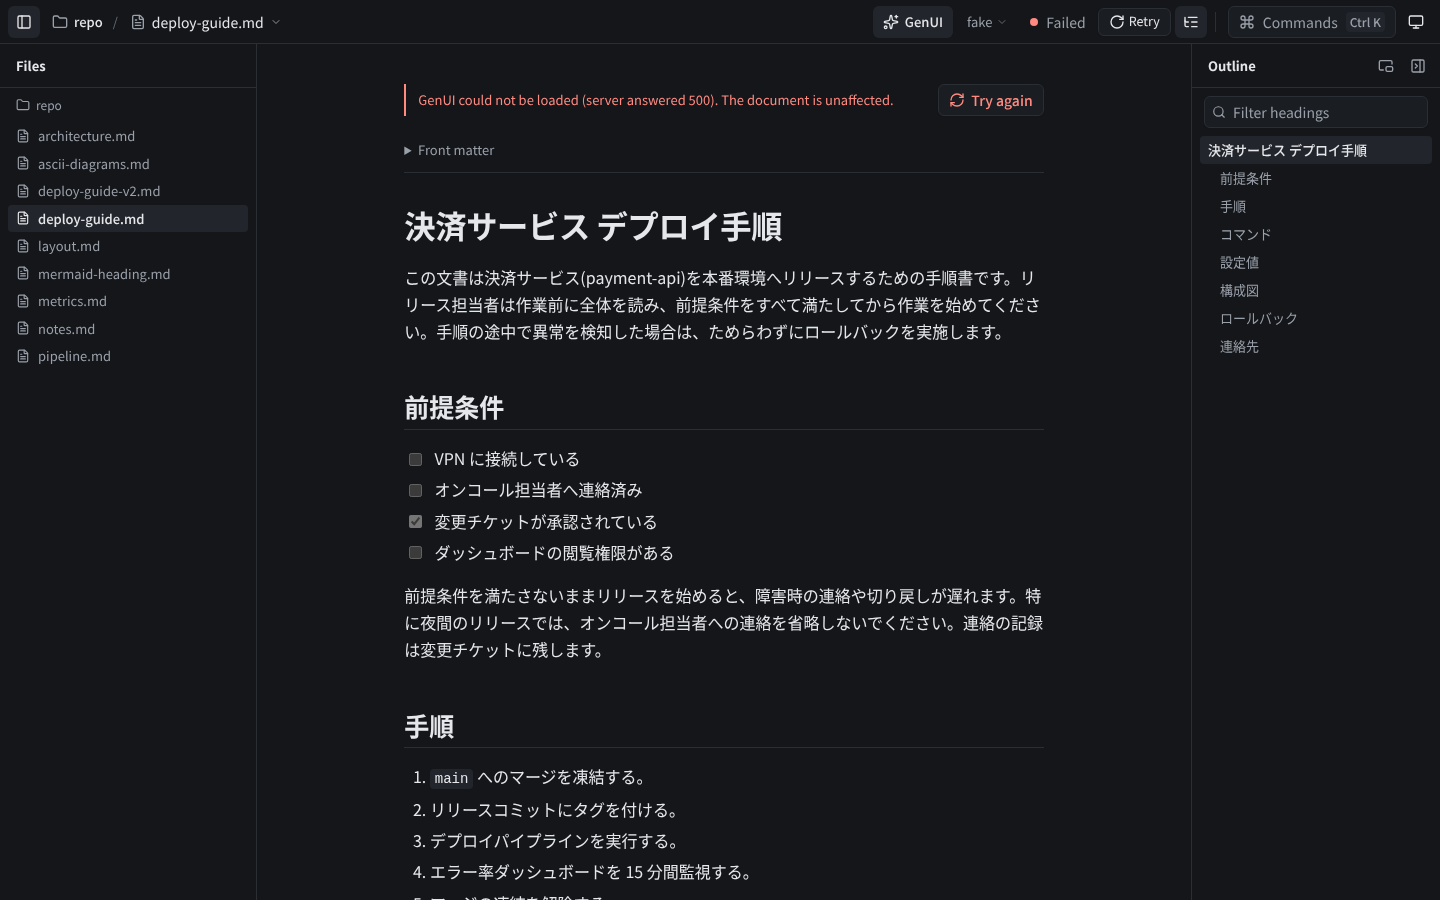 repo / deploy-guide.md
GenUI
fake
Failed
Retry
Commands Ctrl K
Files
repo
architecture.md
ascii-diagrams.md
deploy-guide-v2.md
deploy-guide.md
layout.md
mermaid-heading.md
metrics.md
notes.md
pipeline.md
GenUI could not be loaded (server answered 500). The document is unaffected.
Try again
Front matter
決済サービス デプロイ手順
この文書は決済サービス(payment-api)を本番環境へリリースするための手順書です。リ
リース担当者は作業前に全体を読み、前提条件をすべて満たしてから作業を始めてくださ
い。手順の途中で異常を検知した場合は、ためらわずにロールバックを実施します。
前提条件
VPN に接続している
オンコール担当者へ連絡済み
変更チケットが承認されている
ダッシュボードの閲覧権限がある
前提条件を満たさないままリリースを始めると、障害時の連絡や切り戻しが遅れます。特
に夜間のリリースでは、オンコール担当者への連絡を省略しないでください。連絡の記録
は変更チケットに残します。
手順
1. main へのマージを凍結する。
2. リリースコミットにタグを付ける。
3. デプロイパイプラインを実行する。
4. エラー率ダッシュボードを 15 分間監視する。
Outline
Filter headings
決済サービス デプロイ手順
前提条件
手順
コマンド
設定値
構成図
ロールバック
連絡先